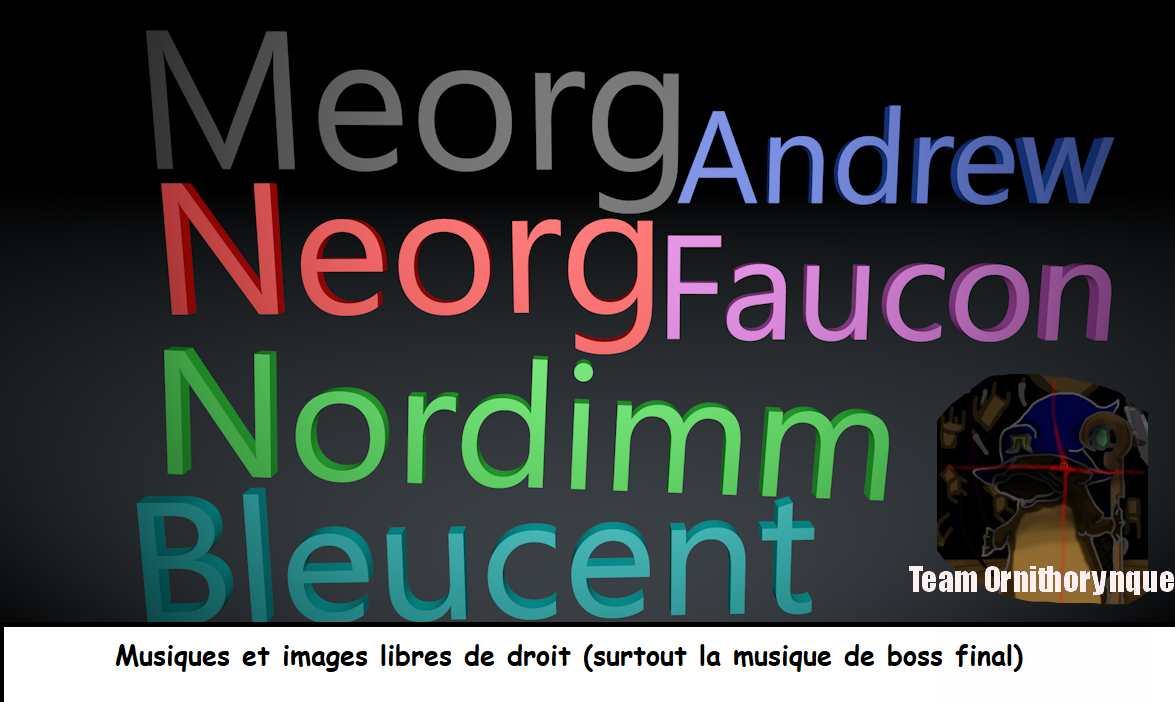 Meorg
Andrew
Neorg
Faucon
Nordimm
Bleucent
Team Ornithorynque
Musiques et images libres de droit (surtout la musique de boss final)